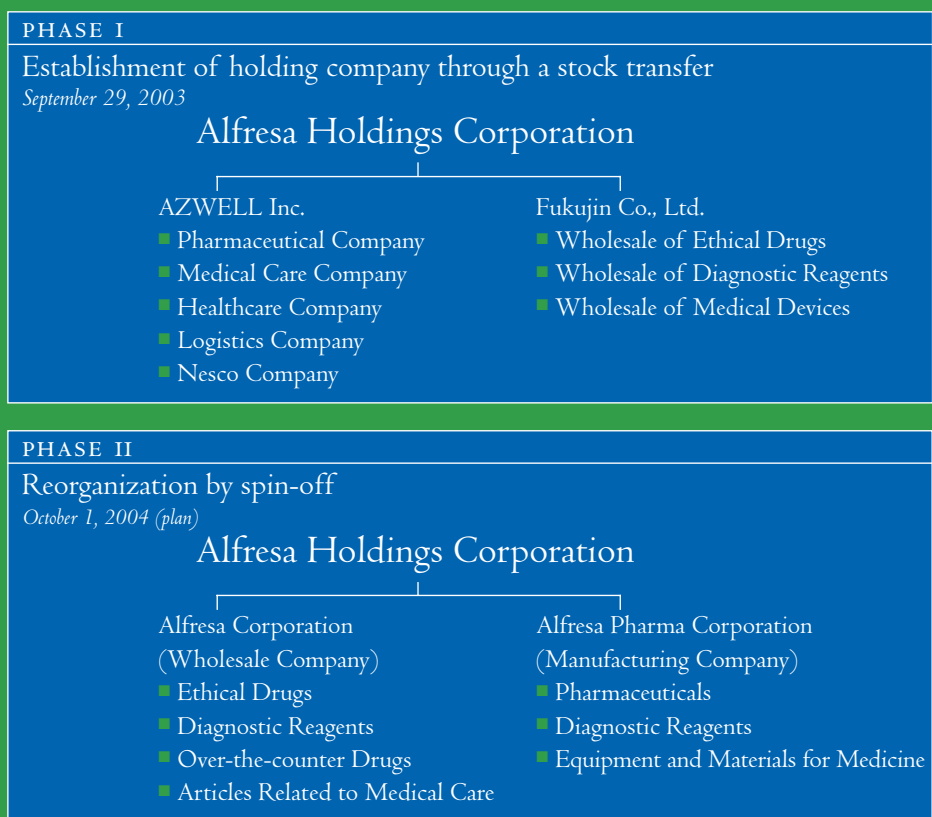 PHASE I
Establishment of holding company through a stock transfer
September 29, 2003
Alfresa Holdings Corporation
AZWELL Inc.
■ Pharmaceutical Company
■ Medical Care Company
■ Healthcare Company
■ Logistics Company
■ Nesco Company
Fukujin Co., Ltd.
■ Wholesale of Ethical Drugs
■ Wholesale of Diagnostic Reagents
■ Wholesale of Medical Devices
PHASE II
Reorganization by spin-off
October 1, 2004 (plan)
Alfresa Holdings Corporation
Alfresa Corporation
(Wholesale Company)
■ Ethical Drugs
■ Diagnostic Reagents
■ Over-the-counter Drugs
■ Articles Related to Medical Care
Alfresa Pharma Corporation
(Manufacturing Company)
■ Pharmaceuticals
■ Diagnostic Reagents
■ Equipment and Materials for Medicine